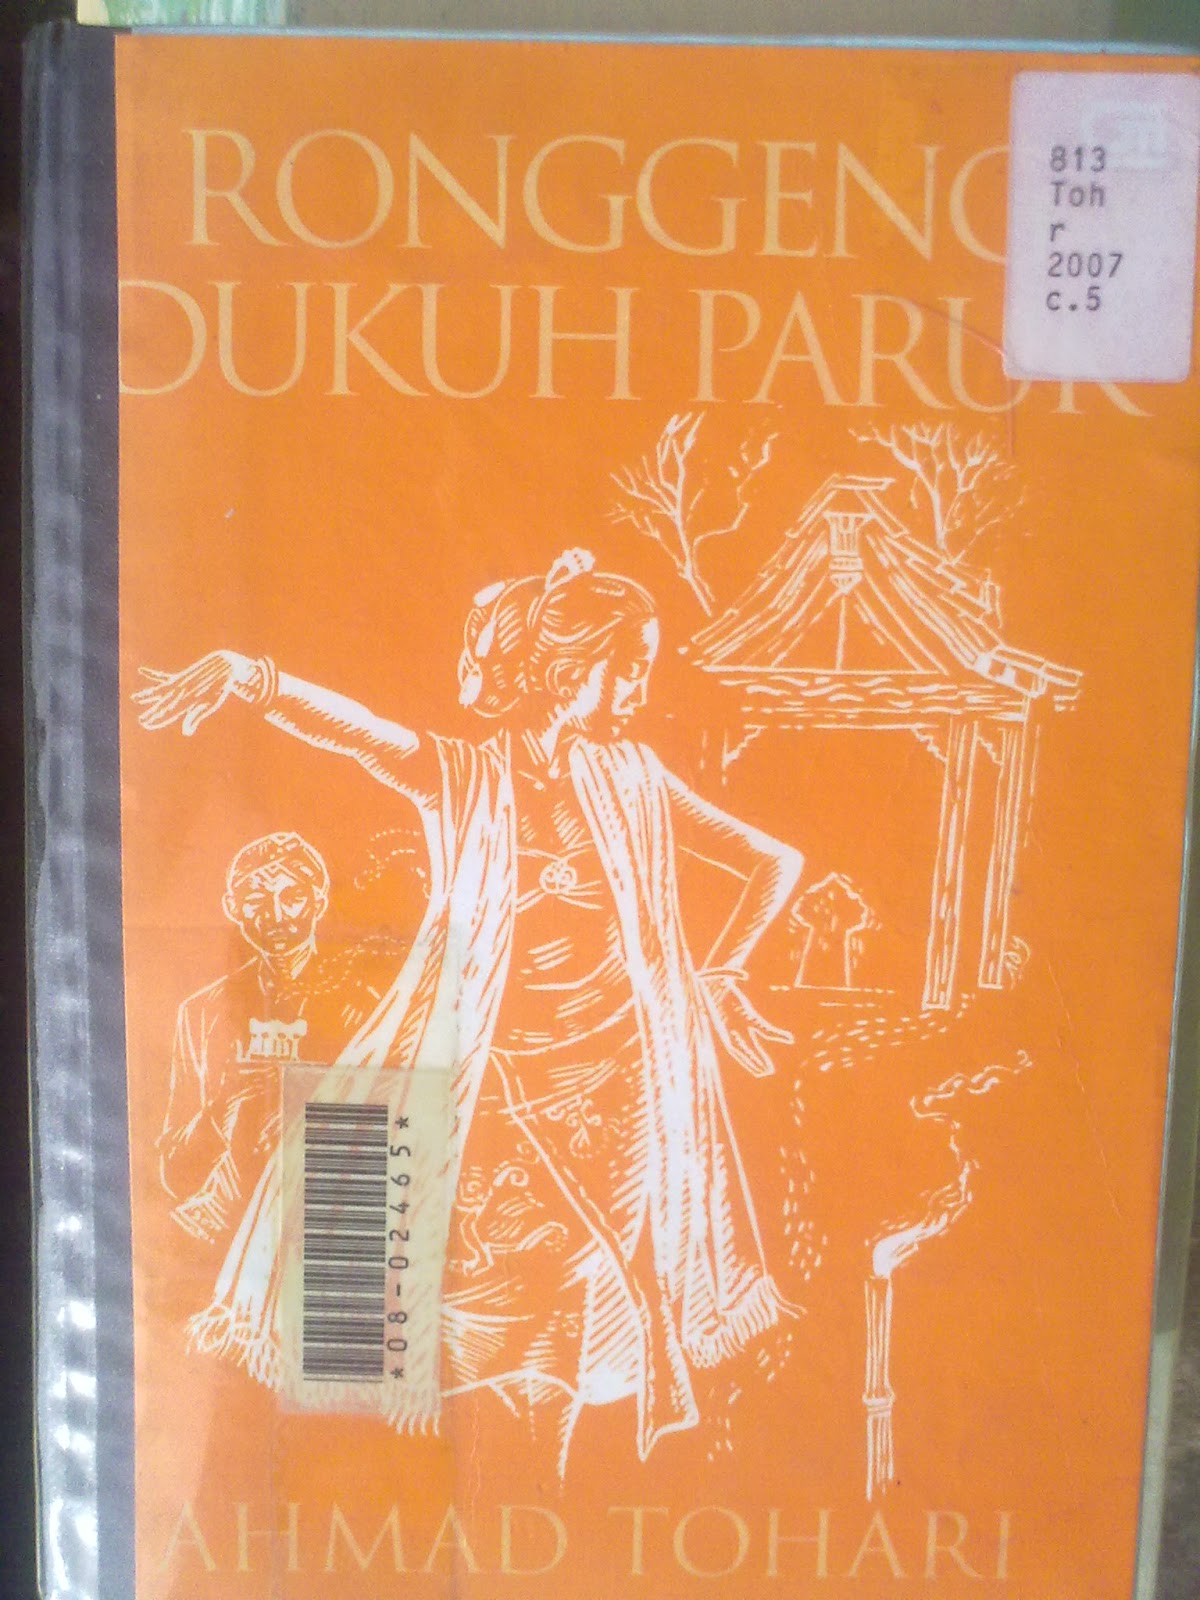 RONGGENG
DUKUH PARUK
813
Toh
r
2007
c.5
*08-02465*
AHMAD TOHARI